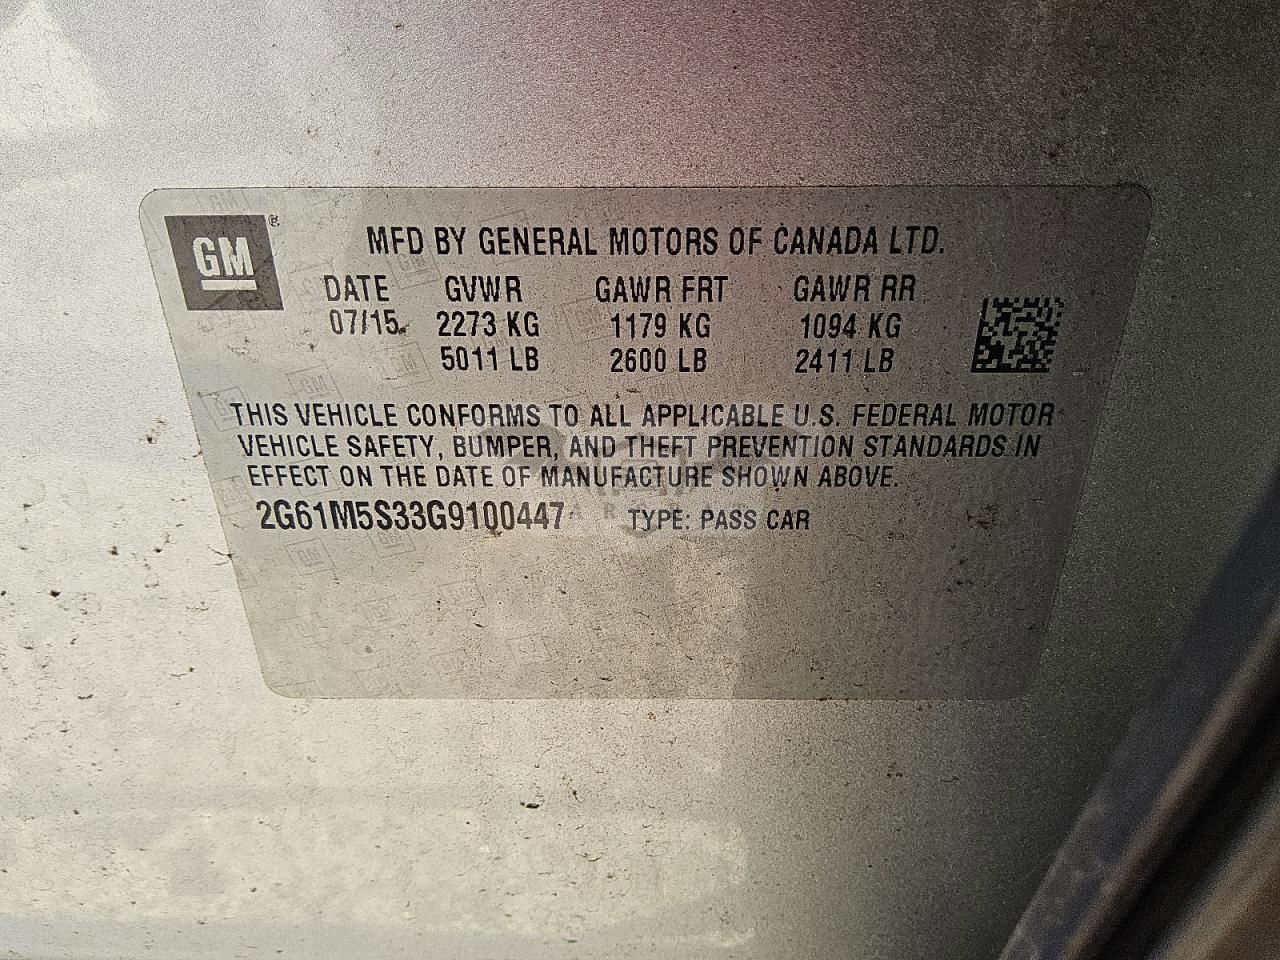 GM ®
MFD BY GENERAL MOTORS OF CANADA LTD.
DATE GVWR GAWR FRT GAWR RR
07/15 2273 KG 1179 KG 1094 KG
5011 LB 2600 LB 2411 LB
THIS VEHICLE CONFORMS TO ALL APPLICABLE U.S. FEDERAL MOTOR
VEHICLE SAFETY, BUMPER, AND THEFT PREVENTION STANDARDS IN
EFFECT ON THE DATE OF MANUFACTURE SHOWN ABOVE.
2G61M5S33G9100447 TYPE: PASS CAR